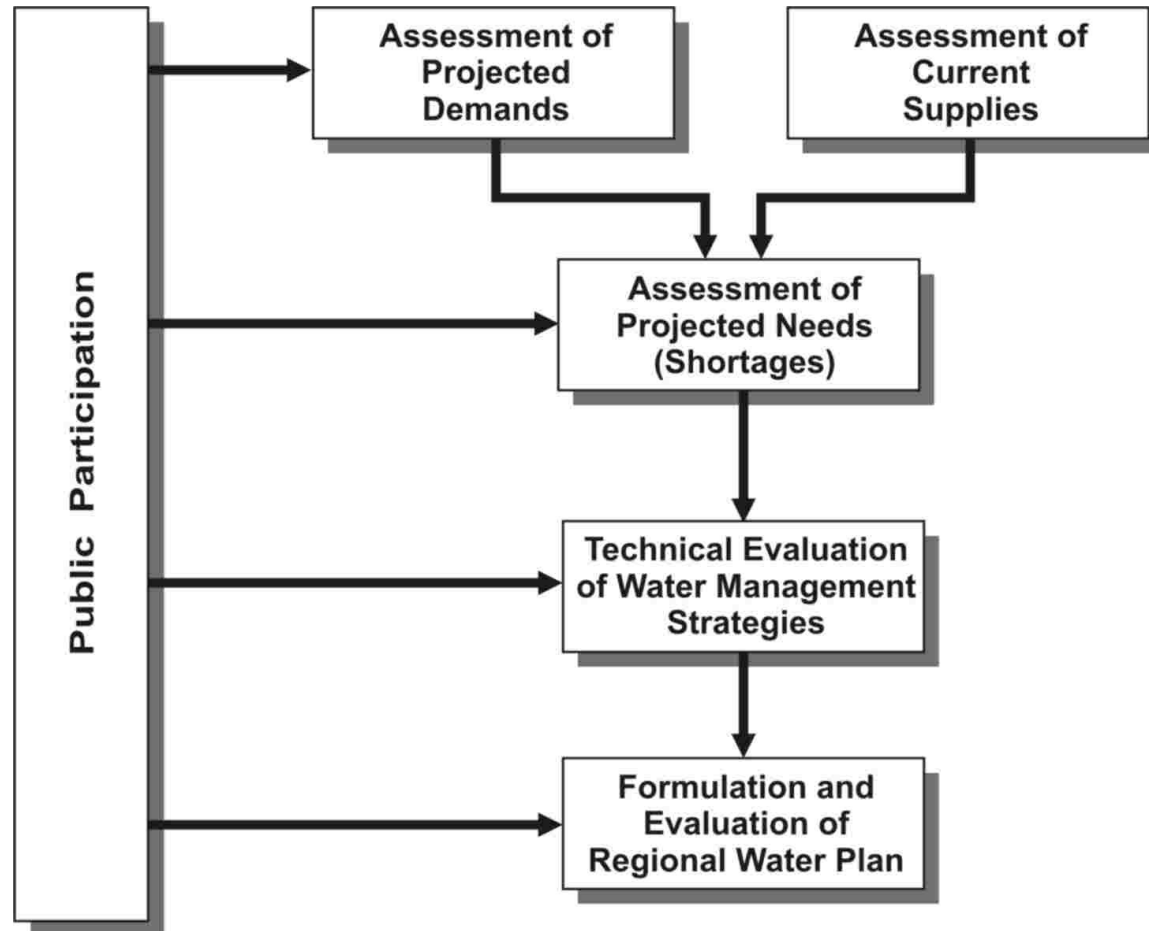 Public Participation
Assessment of
Projected
Demands
Assessment of
Current
Supplies
Assessment of
Projected Needs
(Shortages)
Technical Evaluation
of Water Management
Strategies
Formulation and
Evaluation of
Regional Water Plan